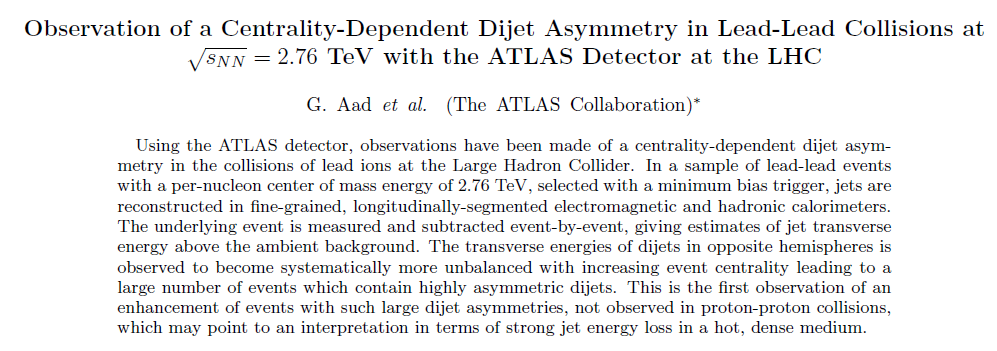 Observation of a Centrality-Dependent Dijet Asymmetry in Lead-Lead Collisions at
√sNN = 2.76 TeV with the ATLAS Detector at the LHC
G. Aad et al. (The ATLAS Collaboration)*
Using the ATLAS detector, observations have been made of a centrality-dependent dijet asym-
metry in the collisions of lead ions at the Large Hadron Collider. In a sample of lead-lead events
with a per-nucleon center of mass energy of 2.76 TeV, selected with a minimum bias trigger, jets are
reconstructed in fine-grained, longitudinally-segmented electromagnetic and hadronic calorimeters.
The underlying event is measured and subtracted event-by-event, giving estimates of jet transverse
energy above the ambient background. The transverse energies of dijets in opposite hemispheres is
observed to become systematically more unbalanced with increasing event centrality leading to a
large number of events which contain highly asymmetric dijets. This is the first observation of an
enhancement of events with such large dijet asymmetries, not observed in proton-proton collisions,
which may point to an interpretation in terms of strong jet energy loss in a hot, dense medium.